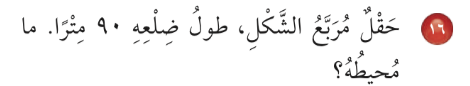 ١٦ حَقْلٌ مُرَبَّعُ الشَّكْلِ، طولُ ضِلْعِهِ ٩٠ مِتْرًا. ما
مُحيطُهُ؟